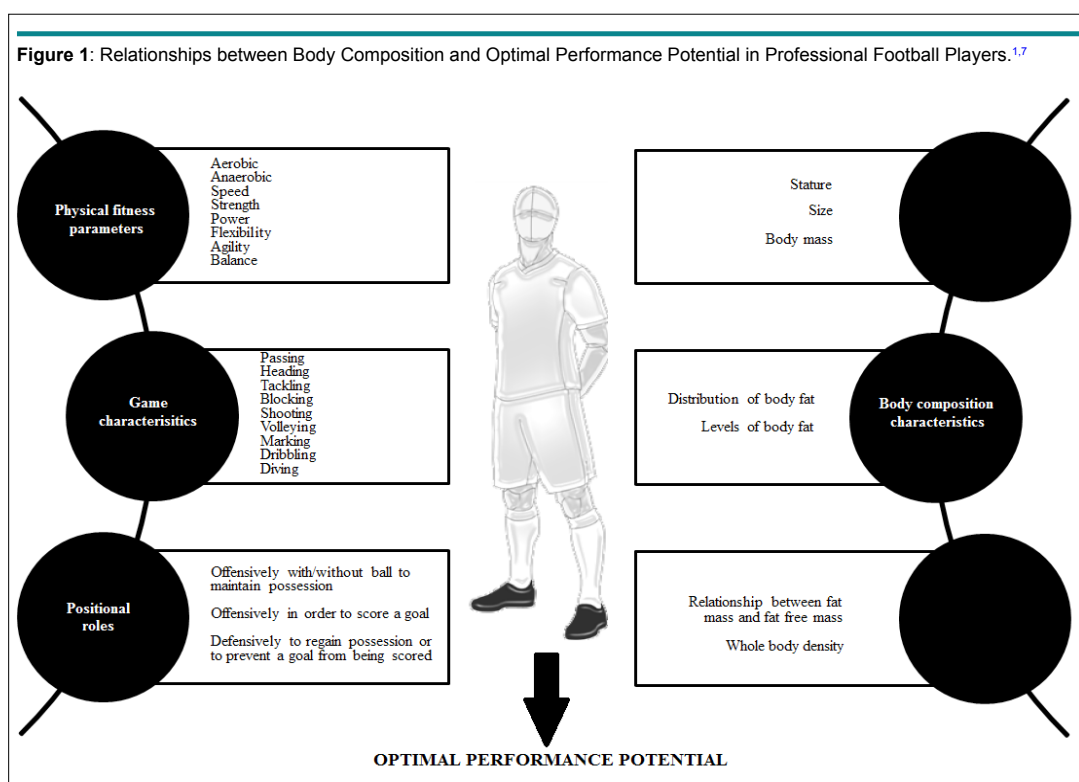 Figure 1: Relationships between Body Composition and Optimal Performance Potential in Professional Football Players.1,7
Physical fitness
parameters
Aerobic
Anaerobic
Speed
Strength
Power
Flexibility
Agility
Balance
Stature
Size
Body mass
Game
characterisitics
Passing
Heading
Tackling
Blocking
Shooting
Volleying
Marking
Dribbling
Diving
Distribution of body fat
Levels of body fat
Body composition
characteristics
Positional
roles
Offensively with/without ball to
maintain possession
Offensively in order to score a goal
Defensively to regain possession or
to prevent a goal from being scored
Relationship between fat
mass and fat free mass
Whole body density
OPTIMAL PERFORMANCE POTENTIAL